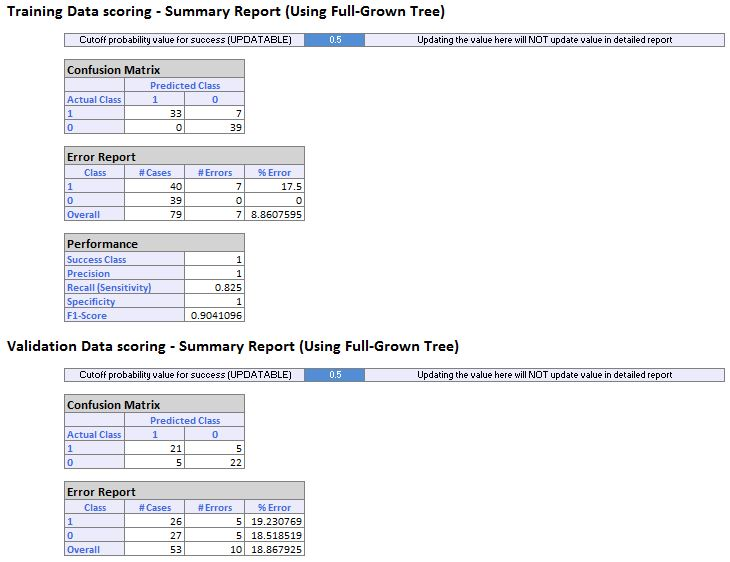 Training Data scoring - Summary Report (Using Full-Grown Tree)
Cutoff probability value for success (UPDATABLE) 0.5 Updating the value here will NOT update value in detailed report
Confusion Matrix
Predicted Class
Actual Class 1 0
1 33 7
0 0 39
Error Report
Class # Cases # Errors % Error
1 40 7 17.5
0 39 0 0
Overall 79 7 8.8607595
Performance
Success Class 1
Precision 1
Recall (Sensitivity) 0.825
Specificity 1
F1-Score 0.9041096
Validation Data scoring - Summary Report (Using Full-Grown Tree)
Cutoff probability value for success (UPDATABLE) 0.5 Updating the value here will NOT update value in detailed report
Confusion Matrix
Predicted Class
Actual Class 1 0
1 21 5
0 5 22
Error Report
Class # Cases # Errors % Error
1 26 5 19.230769
0 27 5 18.518519
Overall 53 10 18.867925